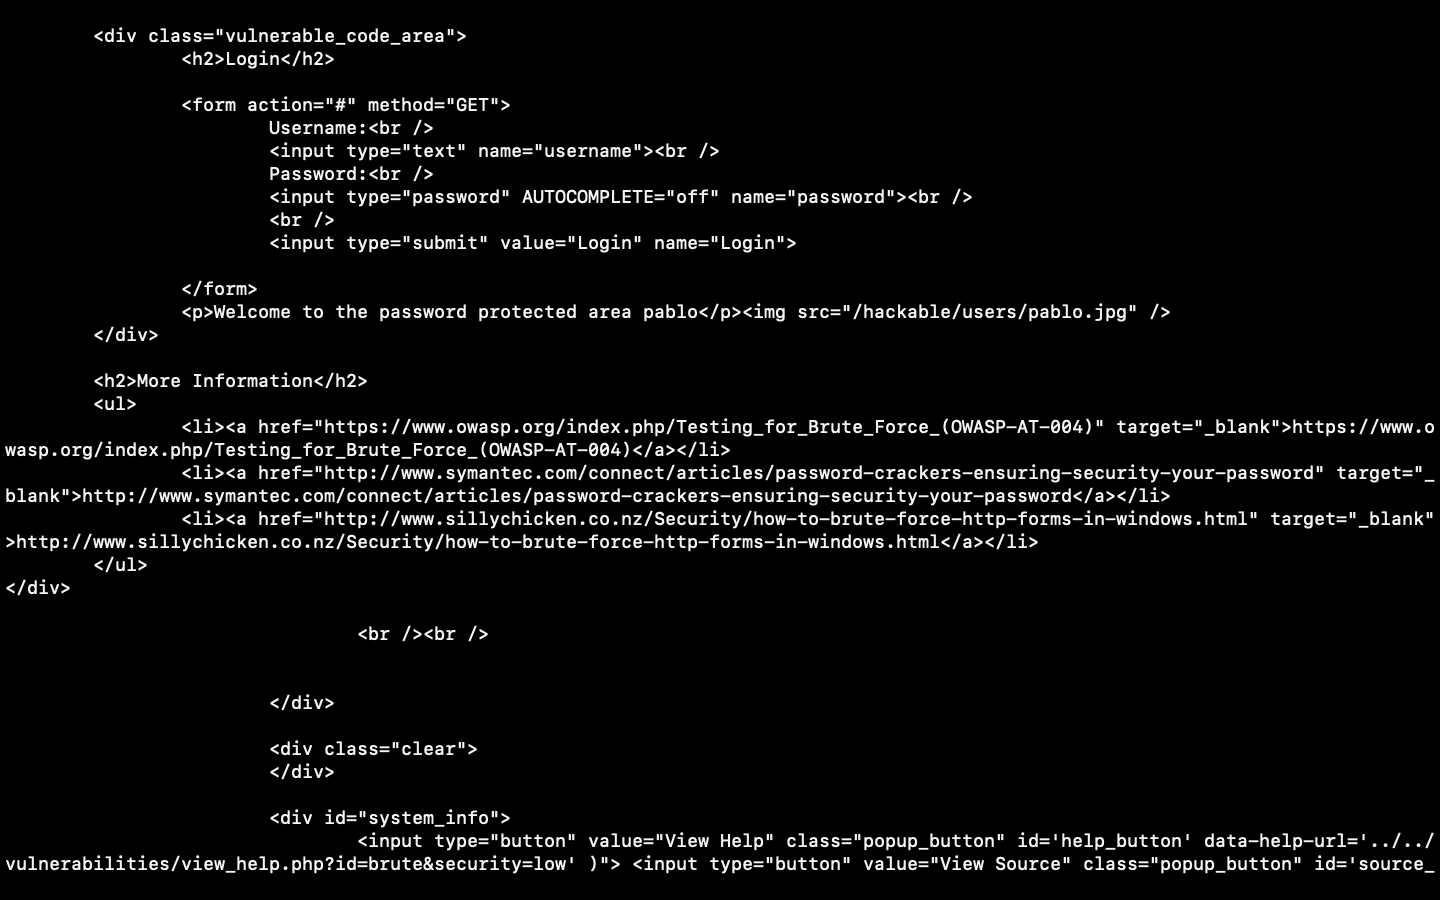 <div class="vulnerable_code_area">
<h2>Login</h2>
<form action="#" method="GET">
Username:<br />
<input type="text" name="username"><br />
Password:<br />
<input type="password" AUTOCOMPLETE="off" name="password"><br />
<br />
<input type="submit" value="Login" name="Login">
</form>
<p>Welcome to the password protected area pablo</p><img src="/hackable/users/pablo.jpg" />
</div>
<h2>More Information</h2>
<ul>
<li><a href="https://www.owasp.org/index.php/Testing_for_Brute_Force_(OWASP-AT-004)" target="_blank">https://www.o
wasp.org/index.php/Testing_for_Brute_Force_(OWASP-AT-004)</a></li>
<li><a href="http://www.symantec.com/connect/articles/password-crackers-ensuring-security-your-password" target="_
blank">http://www.symantec.com/connect/articles/password-crackers-ensuring-security-your-password</a></li>
<li><a href="http://www.sillychicken.co.nz/Security/how-to-brute-force-http-forms-in-windows.html" target="_blank"
>http://www.sillychicken.co.nz/Security/how-to-brute-force-http-forms-in-windows.html</a></li>
</ul>
</div>
<br /><br />
</div>
<div class="clear">
</div>
<div id="system_info">
<input type="button" value="View Help" class="popup_button" id='help_button' data-help-url='../../
vulnerabilities/view_help.php?id=brute&security=low' )"> <input type="button" value="View Source" class="popup_button" id='source_